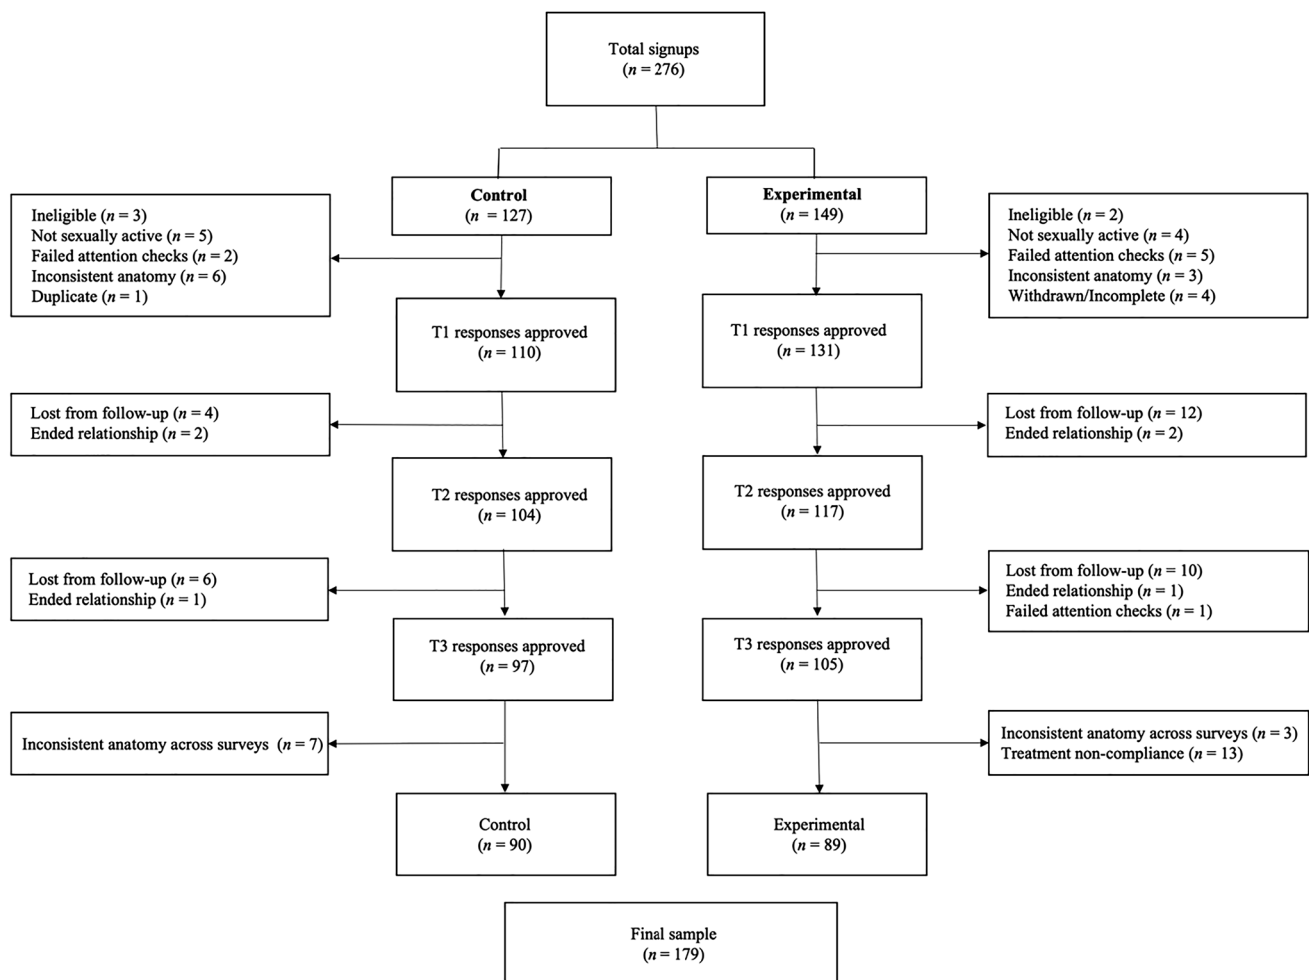 Total signups
(n = 276)
Control
(n = 127)
Experimental
(n = 149)
Ineligible (n = 3)
Not sexually active (n = 5)
Failed attention checks (n = 2)
Inconsistent anatomy (n = 6)
Duplicate (n = 1)
Ineligible (n = 2)
Not sexually active (n = 4)
Failed attention checks (n = 5)
Inconsistent anatomy (n = 3)
Withdrawn/Incomplete (n = 4)
T1 responses approved
(n = 110)
T1 responses approved
(n = 131)
Lost from follow-up (n = 4)
Ended relationship (n = 2)
Lost from follow-up (n = 12)
Ended relationship (n = 2)
T2 responses approved
(n = 104)
T2 responses approved
(n = 117)
Lost from follow-up (n = 6)
Ended relationship (n = 1)
Lost from follow-up (n = 10)
Ended relationship (n = 1)
Failed attention checks (n = 1)
T3 responses approved
(n = 97)
T3 responses approved
(n = 105)
Inconsistent anatomy across surveys (n = 7)
Inconsistent anatomy across surveys (n = 3)
Treatment non-compliance (n = 13)
Control
(n = 90)
Experimental
(n = 89)
Final sample
(n = 179)